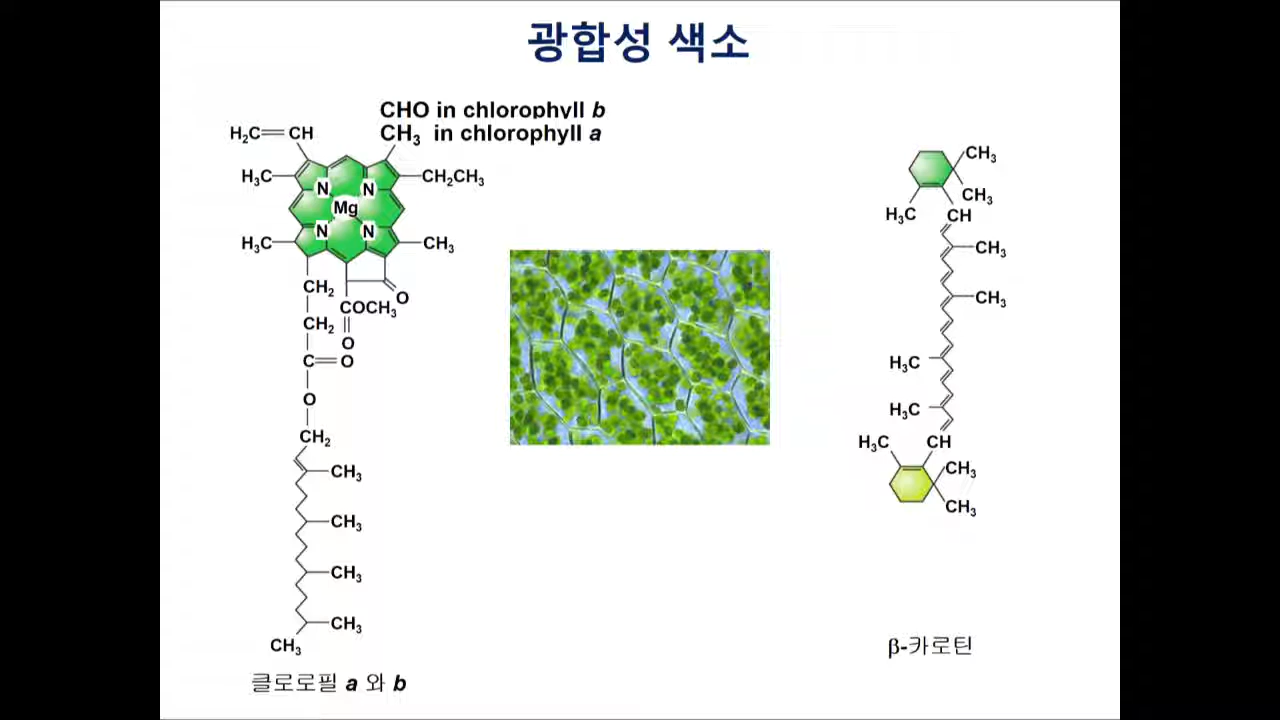 광합성 색소
CHO in chlorophyll b
CH₃ in chlorophyll a
H₂C CH
H₃C
CH₂CH₃
N N
Mg
N N
H₃C
CH₃
CH₂
O
COCH₃
CH₂
O
C O
O
CH₂
CH₃
CH₃
CH₃
CH₃
CH₃
클로로필 a 와 b
CH₃
CH₃
H₃C
CH
CH₃
CH₃
H₃C
H₃C
H₃C
CH
CH₃
CH₃
β-카로틴